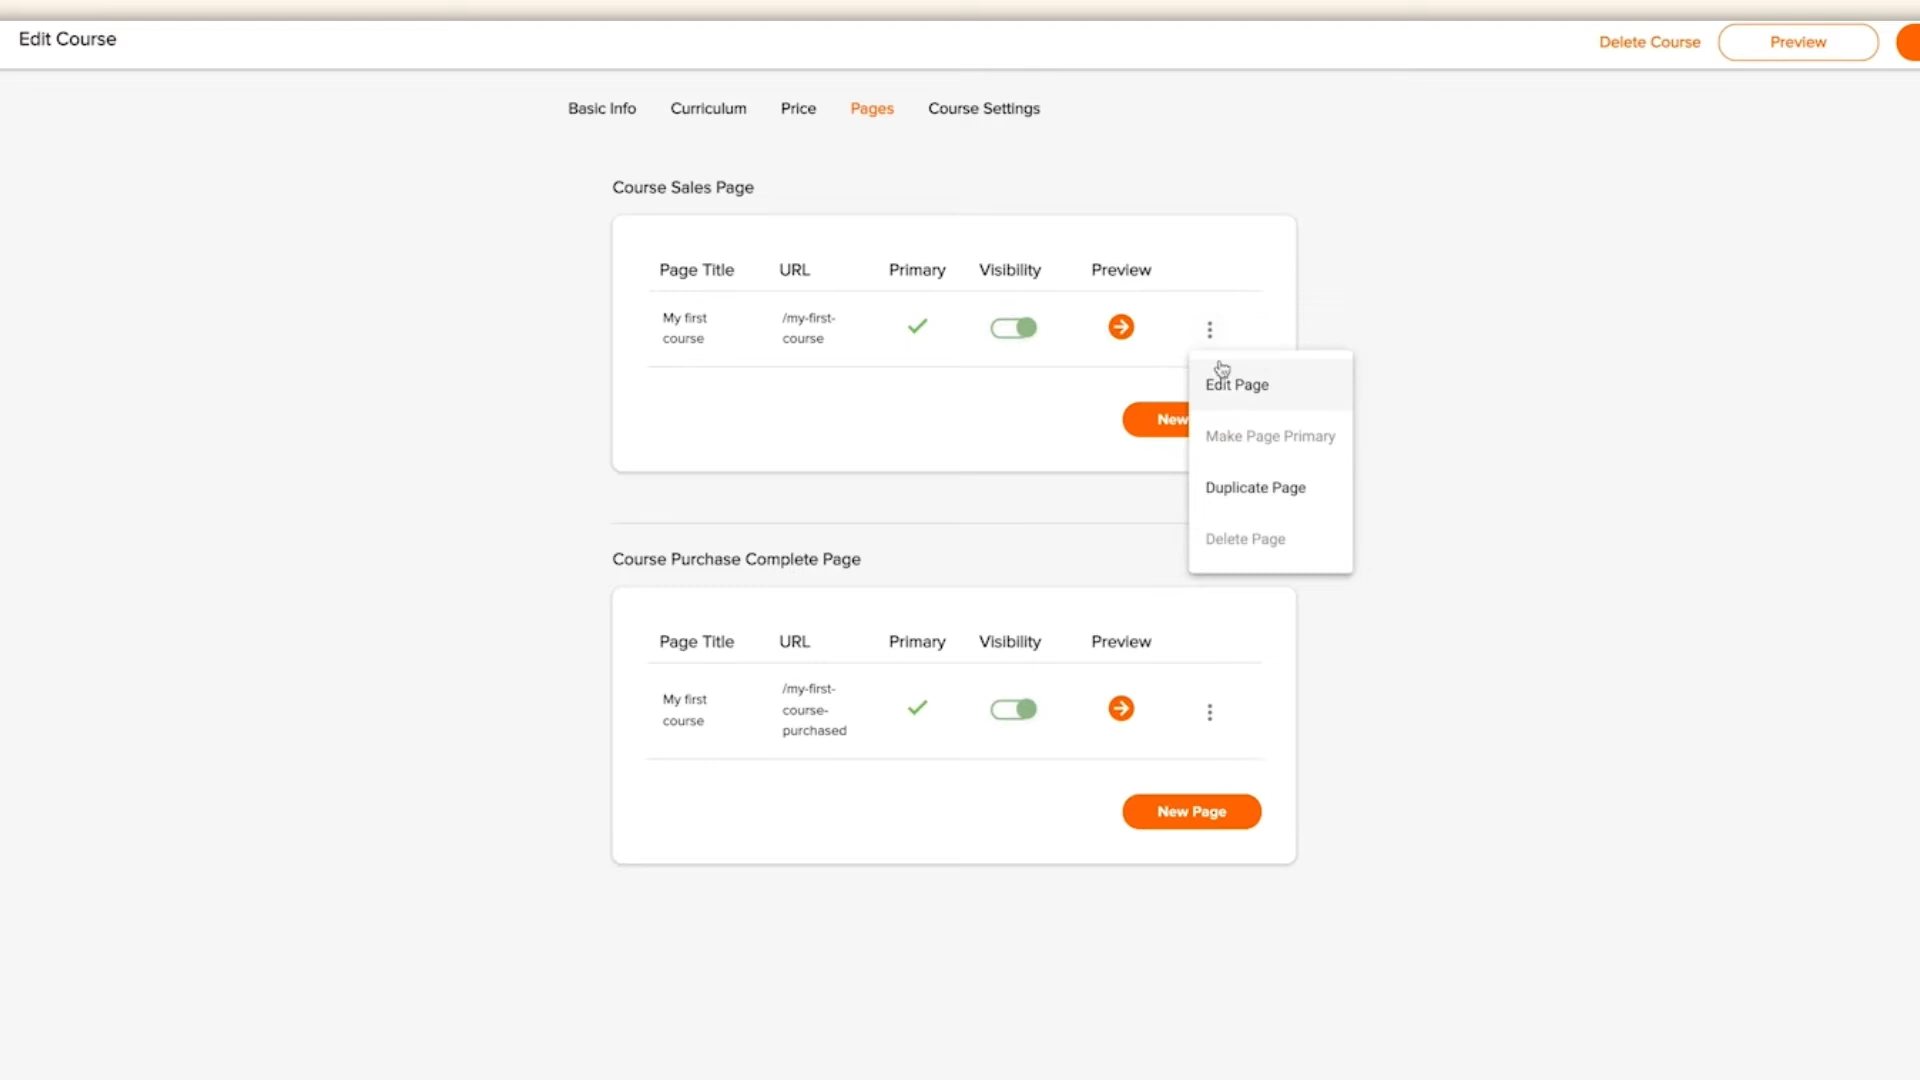 Edit Course
Delete Course
Preview
Basic Info
Curriculum
Price
Pages
Course Settings
Course Sales Page
Page Title
URL
Primary
Visibility
Preview
My first
course
/my-first-
course
New
Edit Page
Make Page Primary
Duplicate Page
Delete Page
Course Purchase Complete Page
Page Title
URL
Primary
Visibility
Preview
My first
course
/my-first-
course-
purchased
New Page